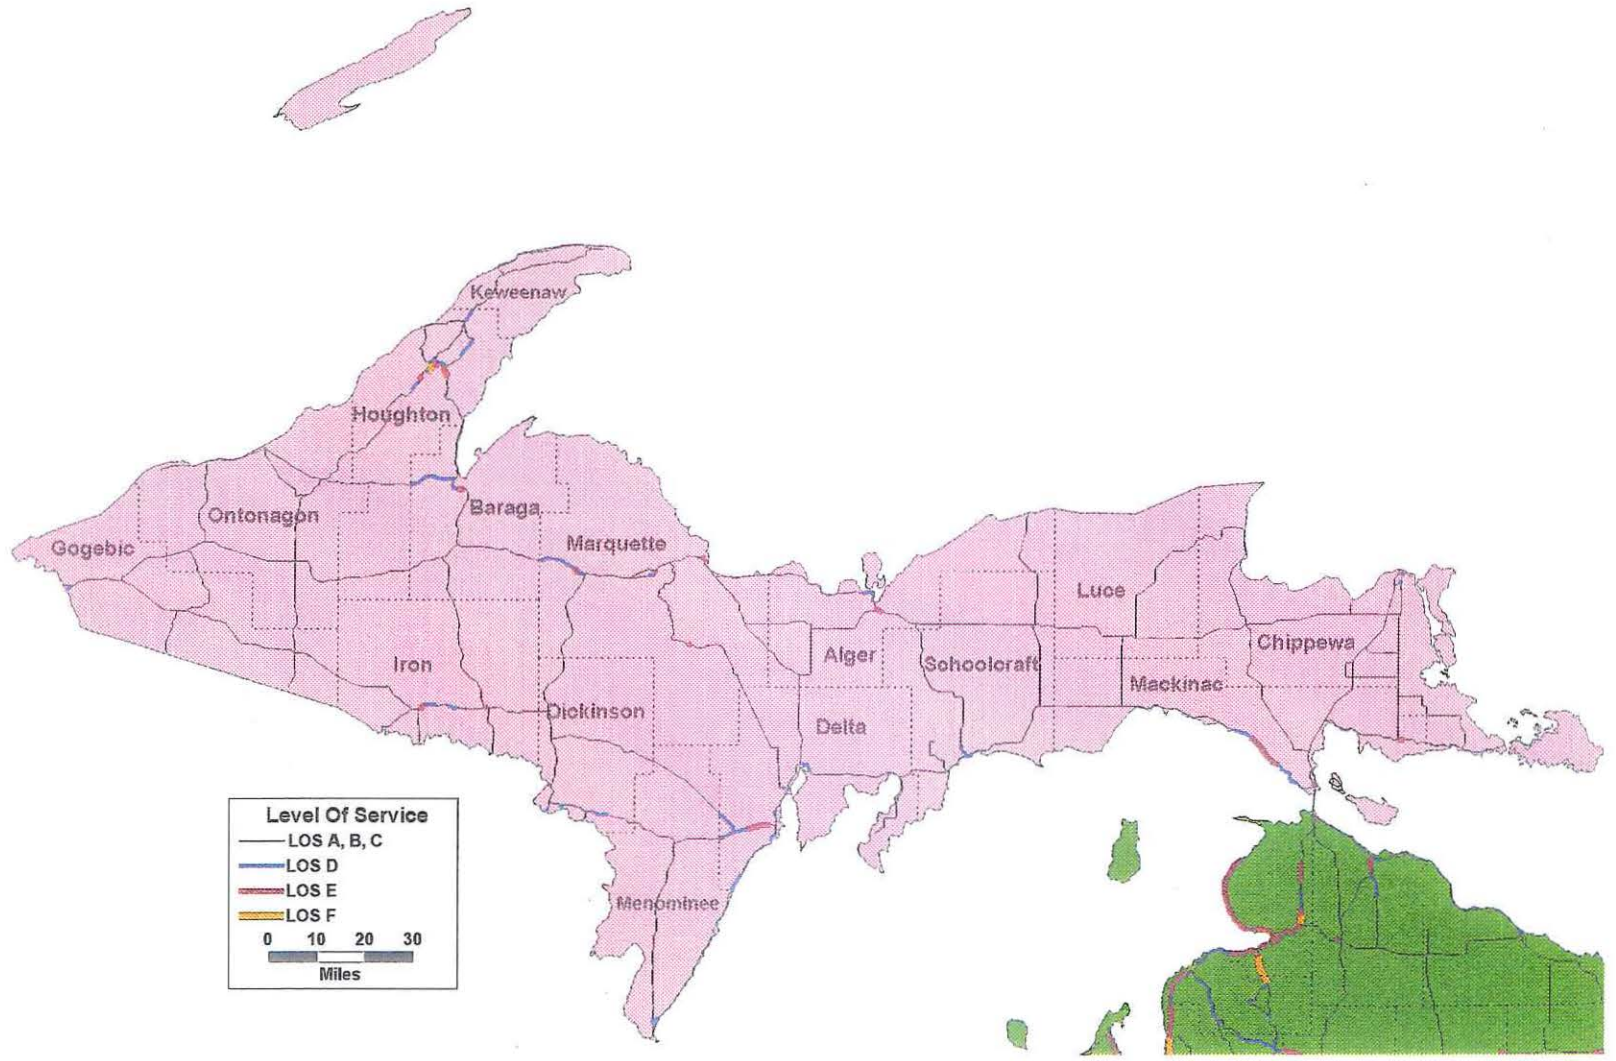 Keweenaw
Houghton
Baraga
Ontonagon
Marquette
Gogebic
Luce
Chippewa
Alger
Schoolcraft
Iron
Mackinac
Dickinson
Delta
Menominee
Level Of Service
LOS A, B, C
LOS D
LOS E
LOS F
0 10 20 30
Miles